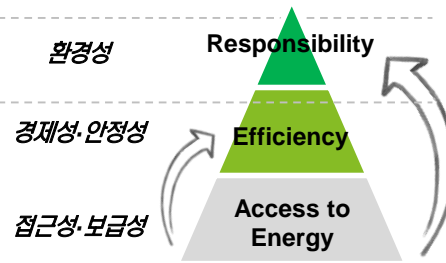 환경성
Responsibility
경제성·안정성
Efficiency
접근성·보급성
Access to
Energy